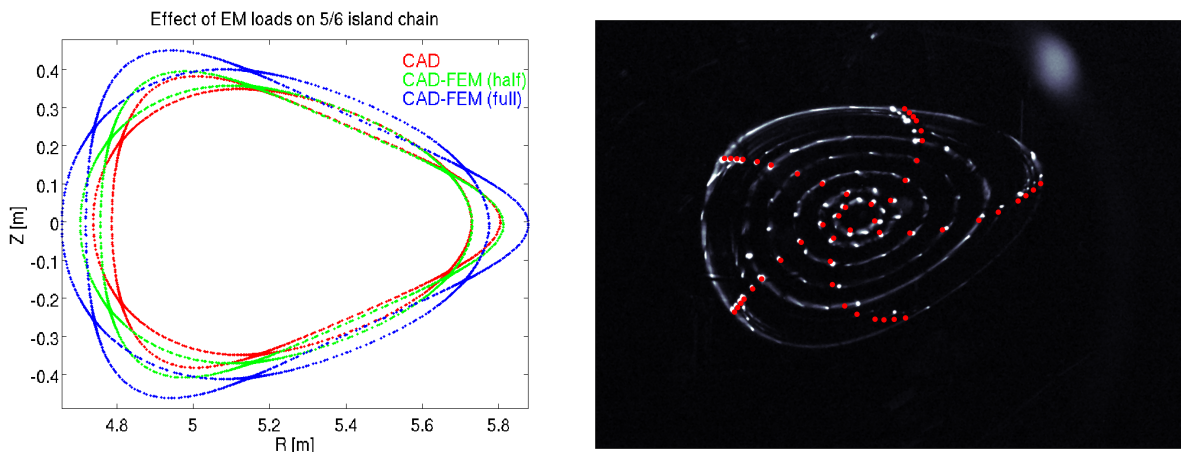 Effect of EM loads on 5/6 island chain
CAD
CAD-FEM (half)
CAD-FEM (full)
0.4
0.3
0.2
0.1
0
-0.1
-0.2
-0.3
-0.4
Z [m]
4.8 5 5.2 5.4 5.6 5.8
R [m]